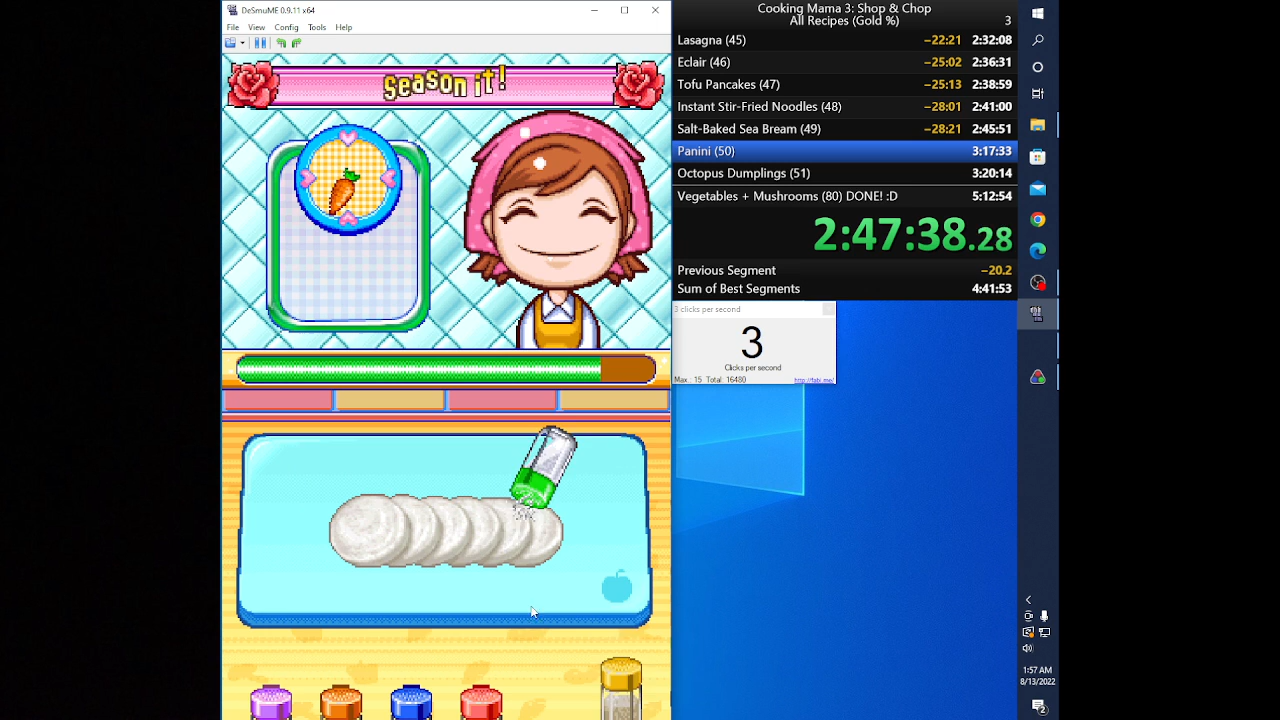 DeSmuME 0.9.11 x64
File View Config Tools Help
season it!
Cooking Mama 3: Shop & Chop
All Recipes (Gold %)
3
Lasagna (45) −22:21 2:32:08
Eclair (46) −25:02 2:36:31
Tofu Pancakes (47) −25:13 2:38:59
Instant Stir-Fried Noodles (48) −28:01 2:41:00
Salt-Baked Sea Bream (49) −28:21 2:45:51
Panini (50) 3:17:33
Octopus Dumplings (51) 3:20:14
Vegetables + Mushrooms (80) DONE! :D 5:12:54
2:47:38.28
Previous Segment −20.2
Sum of Best Segments 4:41:53
3 clicks per second
3
Clicks per second
Max.: 15 Total: 16480
1:57 AM
8/13/2022
2